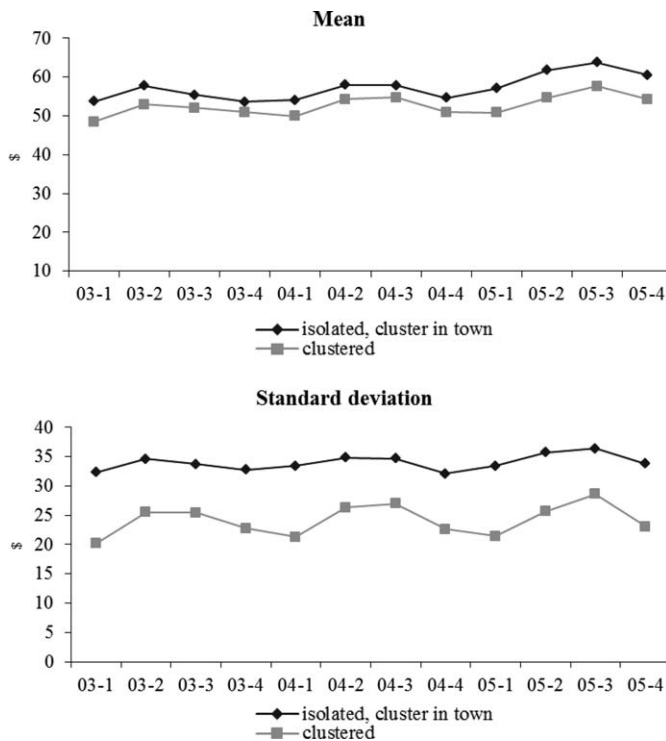 Mean
70
60
50
40
30
20
10
$
03-1 03-2 03-3 03-4 04-1 04-2 04-3 04-4 05-1 05-2 05-3 05-4
isolated, cluster in town
clustered
Standard deviation
40
35
30
25
20
15
10
5
0
$
03-1 03-2 03-3 03-4 04-1 04-2 04-3 04-4 05-1 05-2 05-3 05-4
isolated, cluster in town
clustered